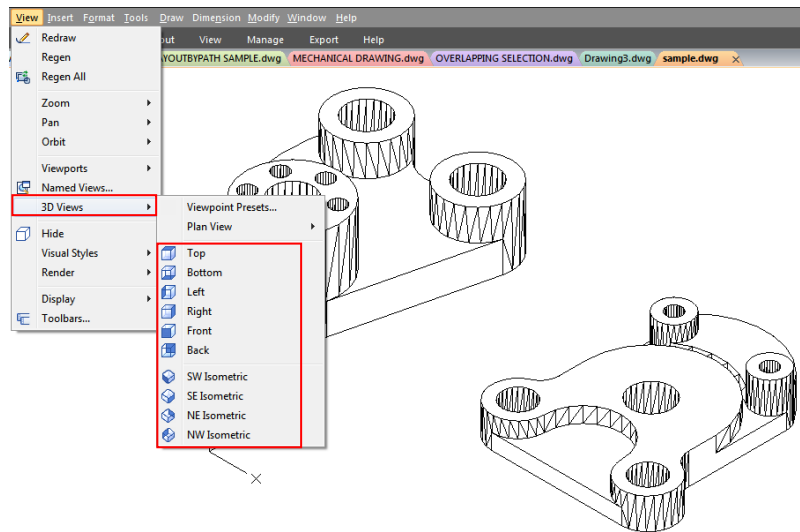 View Insert Format Tools Draw Dimension Modify Window Help
Redraw
out View Manage Export Help
Regen
YOUTBYPATH SAMPLE.dwg MECHANICAL DRAWING.dwg OVERLAPPING SELECTION.dwg Drawing3.dwg sample.dwg
Regen All
Zoom
Pan
Orbit
Viewports
Named Views...
3D Views
Hide
Visual Styles
Render
Display
Toolbars...
Viewpoint Presets...
Plan View
Top
Bottom
Left
Right
Front
Back
SW Isometric
SE Isometric
NE Isometric
NW Isometric
X